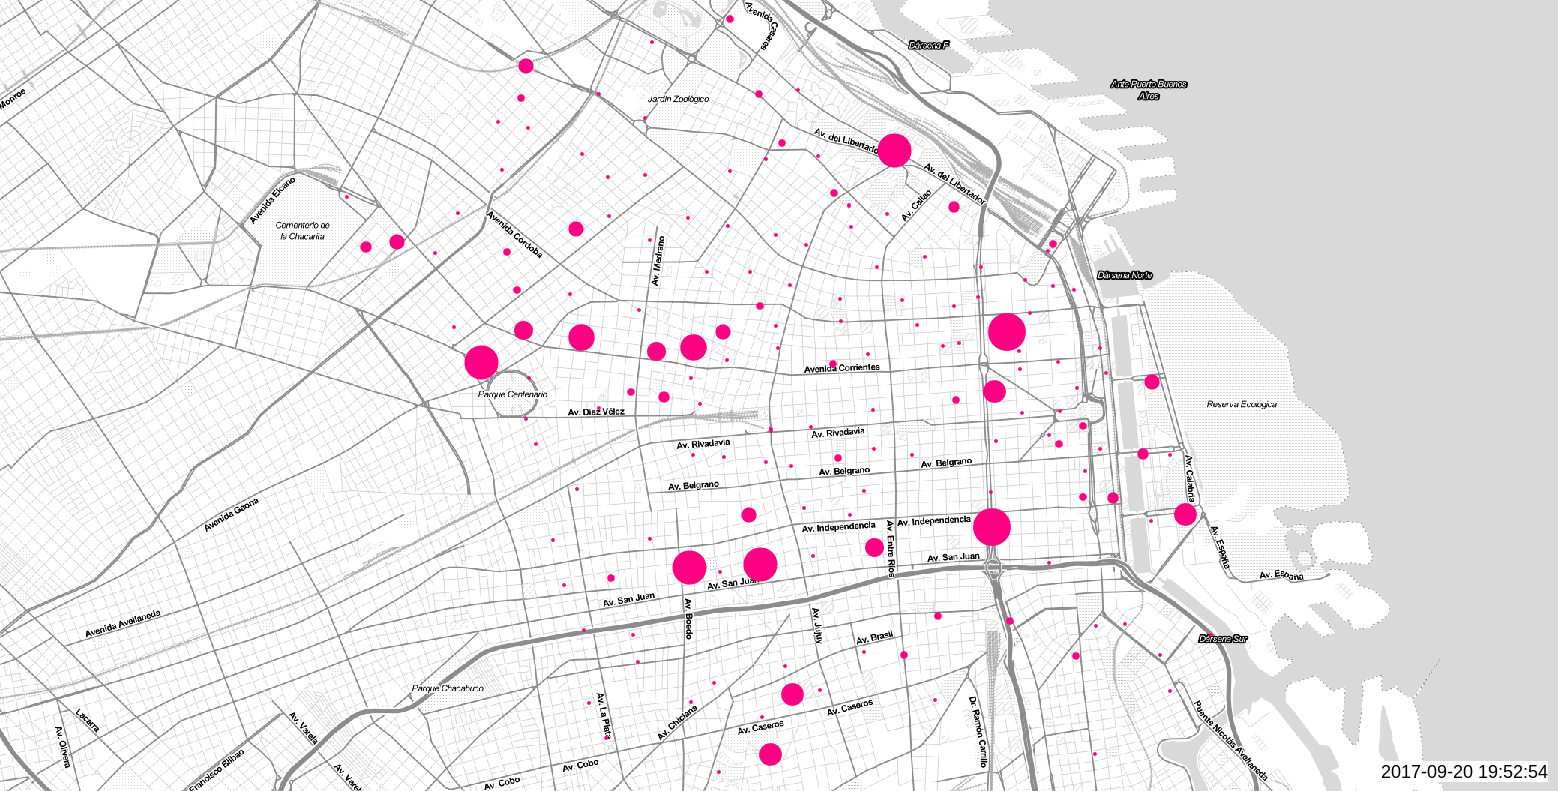 Avenida Casares
Dársena F
Ante Puerto Buenos
Aires
Monroe
Jardín Zoológico
Av. del Libertado
Av. del Libertador
Avenida Elcano
Av. Callao
Cementerio de
la Chacarita
Avenida Córdoba
Av. Medrano
Dársena Norte
Avenida Corrientes
Parque Centenario
Reserva Ecológica
Av. Díaz Vélez
Av. Rivadavia
Av. Rivadavia
Av. Belgrano
Av. Belgrano
Av. Belgrano
Av. Calabria
Avenida Gaona
Av. Independencia
Av. Independencia
Av. Entre Ríos
Av. España
Av. San Juan
Av. España
Av. San Juan
Av. San Juan
Av. Boedo
Av. Jujuy
Avenida Avellaneda
Av. Brasil
Dársena Sur
Parque Chacabuco
Av. La Plata
Av. Chiclana
Av. Caseros
Av. Caseros
Dr. Ramón Carrillo
Puente Nicolás Avellaneda
Lacarra
Av. Olivera
Av. Varela
Francisco Bilbao
Av. Vare
Av. Cobo
Av. Cobo
2017-09-20 19:52:54